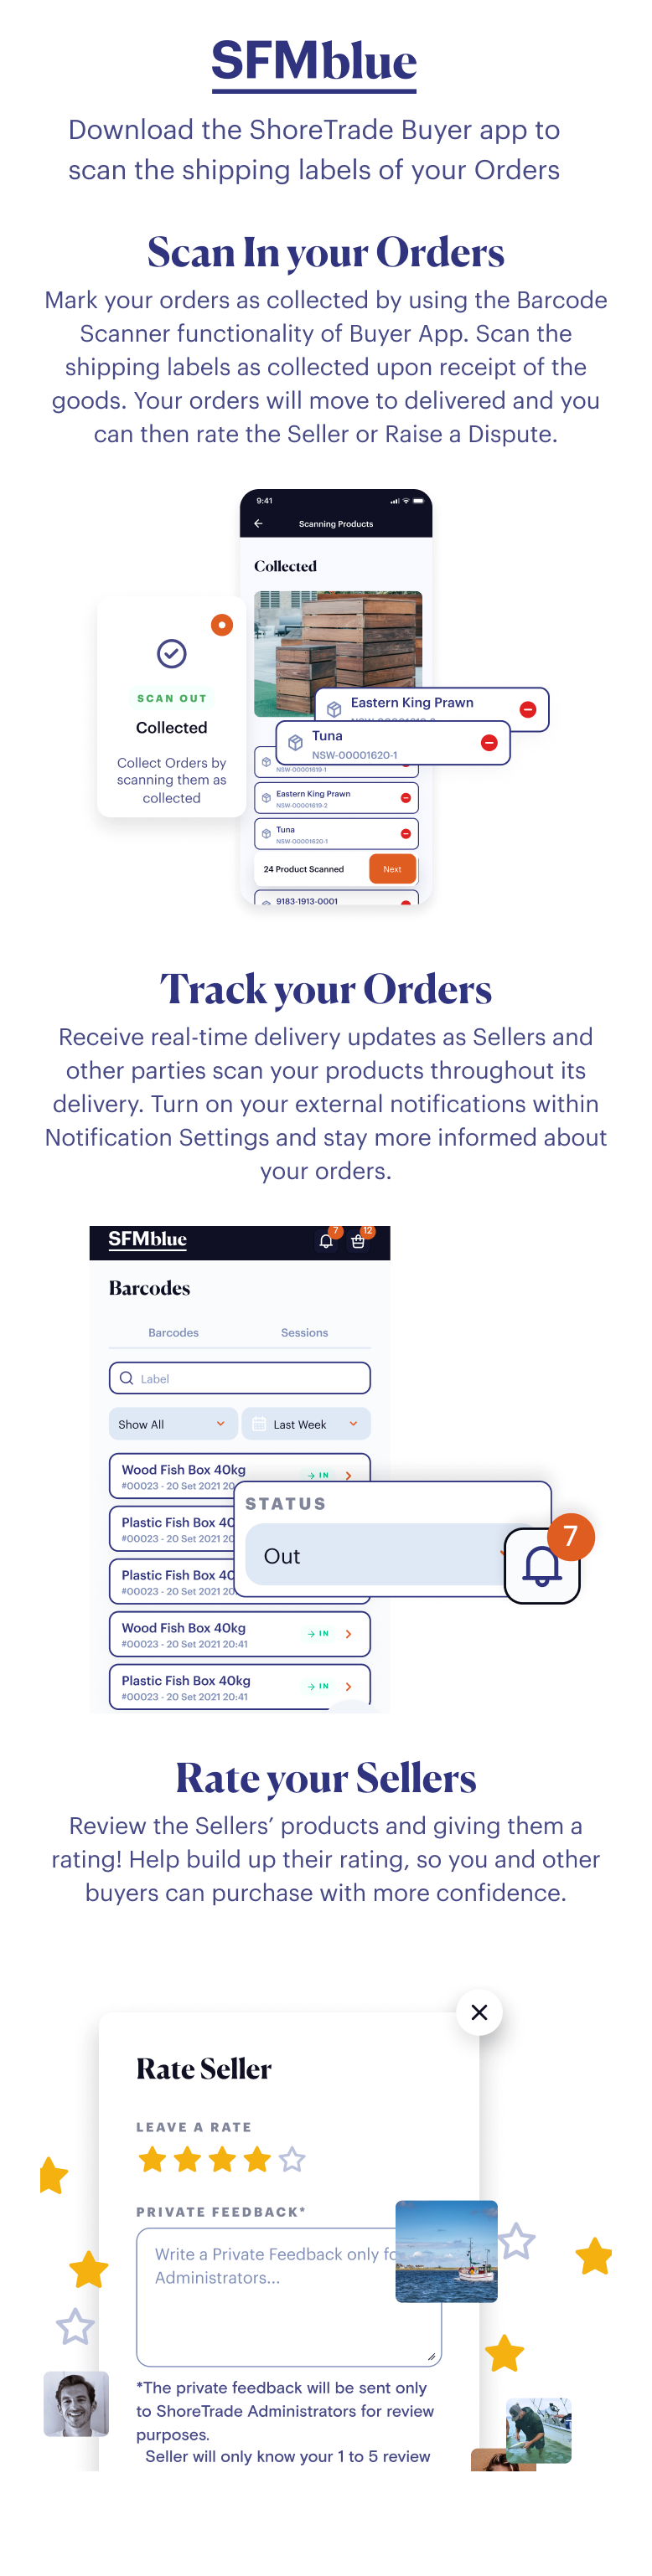 SFMblue
Download the ShoreTrade Buyer app to
scan the shipping labels of your Orders
Scan In your Orders
Mark your orders as collected by using the Barcode
Scanner functionality of Buyer App. Scan the
shipping labels as collected upon receipt of the
goods. Your orders will move to delivered and you
can then rate the Seller or Raise a Dispute.
9:41
Scanning Products
Collected
SCAN OUT
Collected
Collect Orders by
scanning them as
collected
Eastern King Prawn
Tuna
NSW-00001620-1
NSW-00001619-1
Eastern King Prawn
NSW-00001619-2
Tuna
NSW-00001620-1
24 Product Scanned
Next
9183-1913-0001
Track your Orders
Receive real-time delivery updates as Sellers and
other parties scan your products throughout its
delivery. Turn on your external notifications within
Notification Settings and stay more informed about
your orders.
SFMblue
7
12
Barcodes
Barcodes Sessions
Label
Show All Last Week
Wood Fish Box 40kg
#00023 - 20 Set 2021 20
IN
Plastic Fish Box 40
#00023 - 20 Set 2021 20
Plastic Fish Box 40
#00023 - 20 Set 2021 20
STATUS
Out
7
Wood Fish Box 40kg
#00023 - 20 Set 2021 20:41
IN
Plastic Fish Box 40kg
#00023 - 20 Set 2021 20:41
IN
Rate your Sellers
Review the Sellers’ products and giving them a
rating! Help build up their rating, so you and other
buyers can purchase with more confidence.
Rate Seller
LEAVE A RATE
PRIVATE FEEDBACK*
Write a Private Feedback only fo
Administrators...
*The private feedback will be sent only
to ShoreTrade Administrators for review
purposes.
Seller will only know your 1 to 5 review